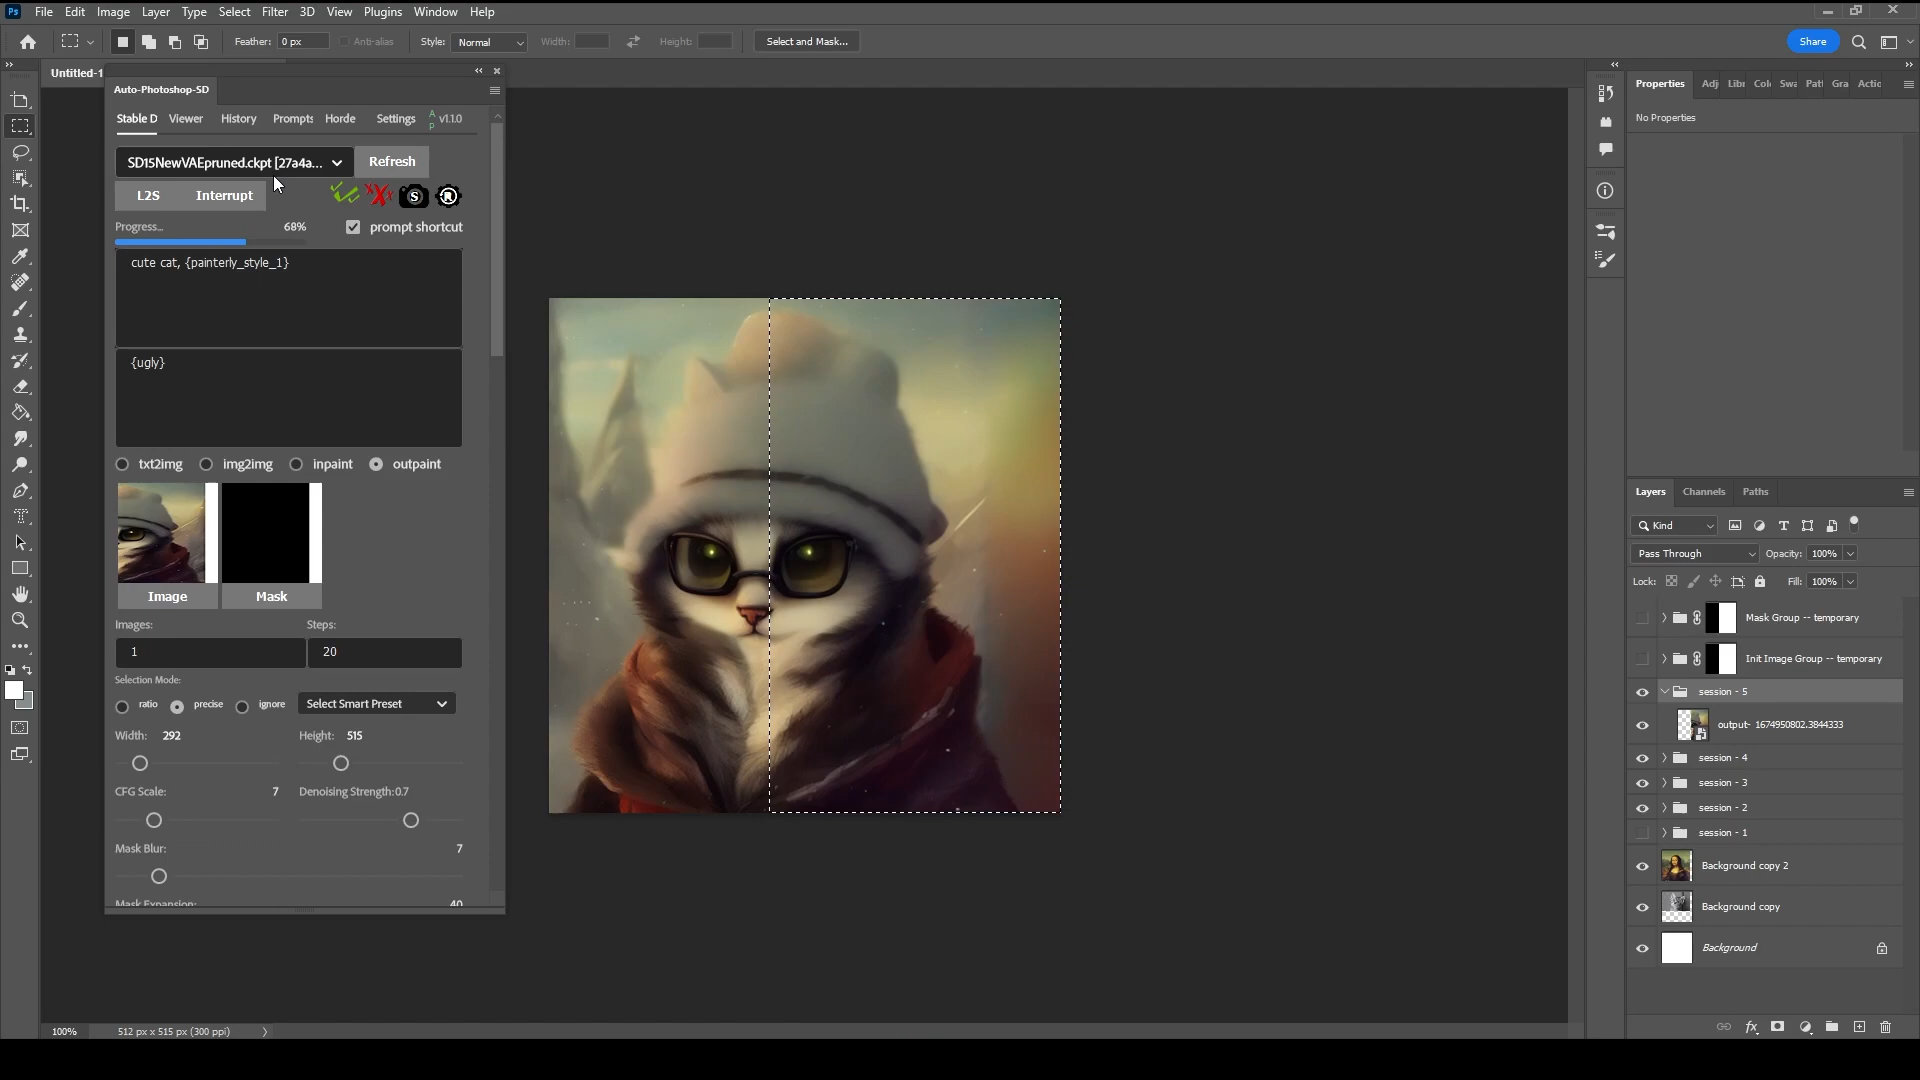 Ps File Edit Image Layer Type Select Filter 3D View Plugins Window Help
Feather: 0 px Anti-alias Style: Normal Width: Height: Select and Mask... Share
Untitled-1
Auto-Photoshop-SD
Stable D Viewer History Prompts Horde Settings v1.1.0
SD15NewVAEpruned.ckpt [27a4a... Refresh
L2S Interrupt
Progress... 68% prompt shortcut
cute cat, {painterly_style_1}
{ugly}
txt2img img2img inpaint outpaint
Image Mask
Images: Steps:
1 20
Selection Mode:
ratio precise ignore Select Smart Preset
Width: 292 Height: 515
CFG Scale: 7 Denoising Strength:0.7
Mask Blur: 7
Mask Expansion: 40
100% 512 px x 515 px (300 ppi)
Properties Adj Libr Col Swa Patt Gra Actio
No Properties
Layers Channels Paths
Kind
Pass Through Opacity: 100%
Lock: Fill: 100%
Mask Group -- temporary
Init Image Group -- temporary
session - 5
output- 1674950802.3844333
session - 4
session - 3
session - 2
session - 1
Background copy 2
Background copy
Background